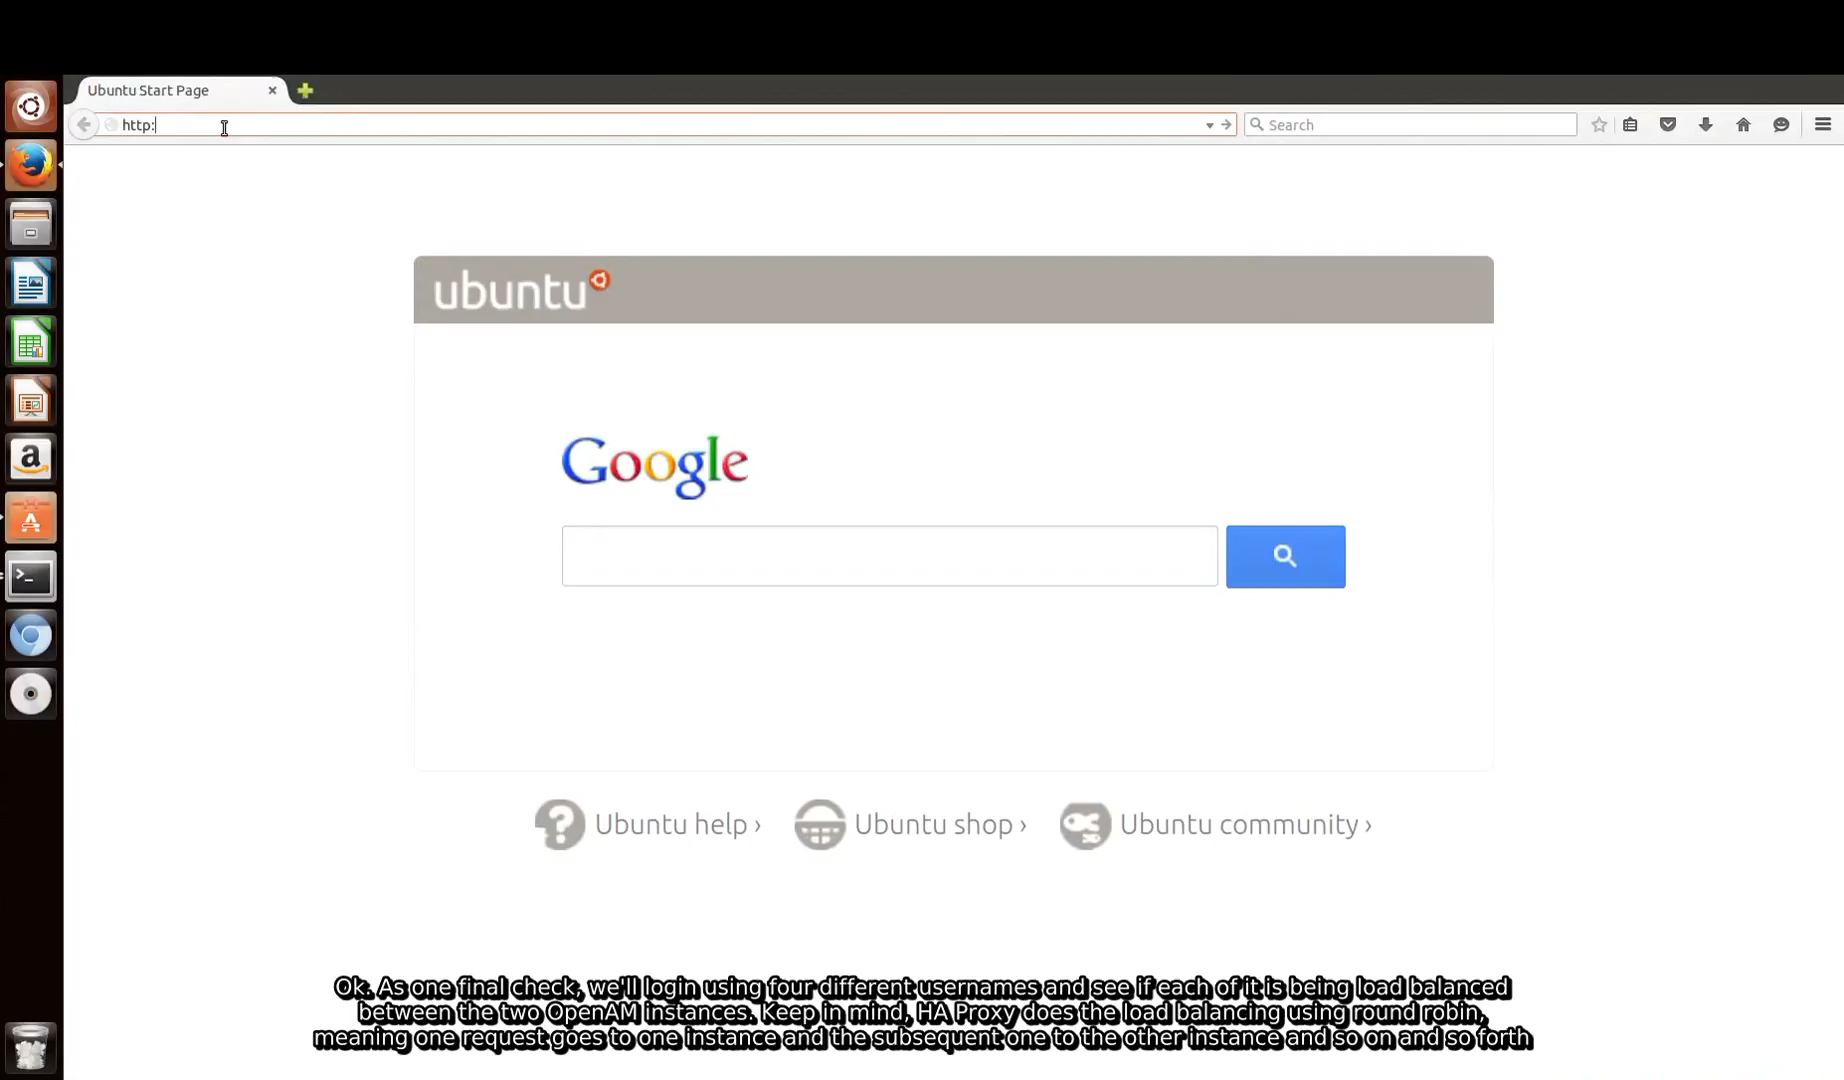 Ubuntu Start Page
http:
Search
ubuntu
Google
Ubuntu help ›
Ubuntu shop ›
Ubuntu community ›
Ok. As one final check, we'll login using four different usernames and see if each of it is being load balanced
between the two OpenAM instances. Keep in mind, HA Proxy does the load balancing using round robin,
meaning one request goes to one instance and the subsequent one to the other instance and so on and so forth